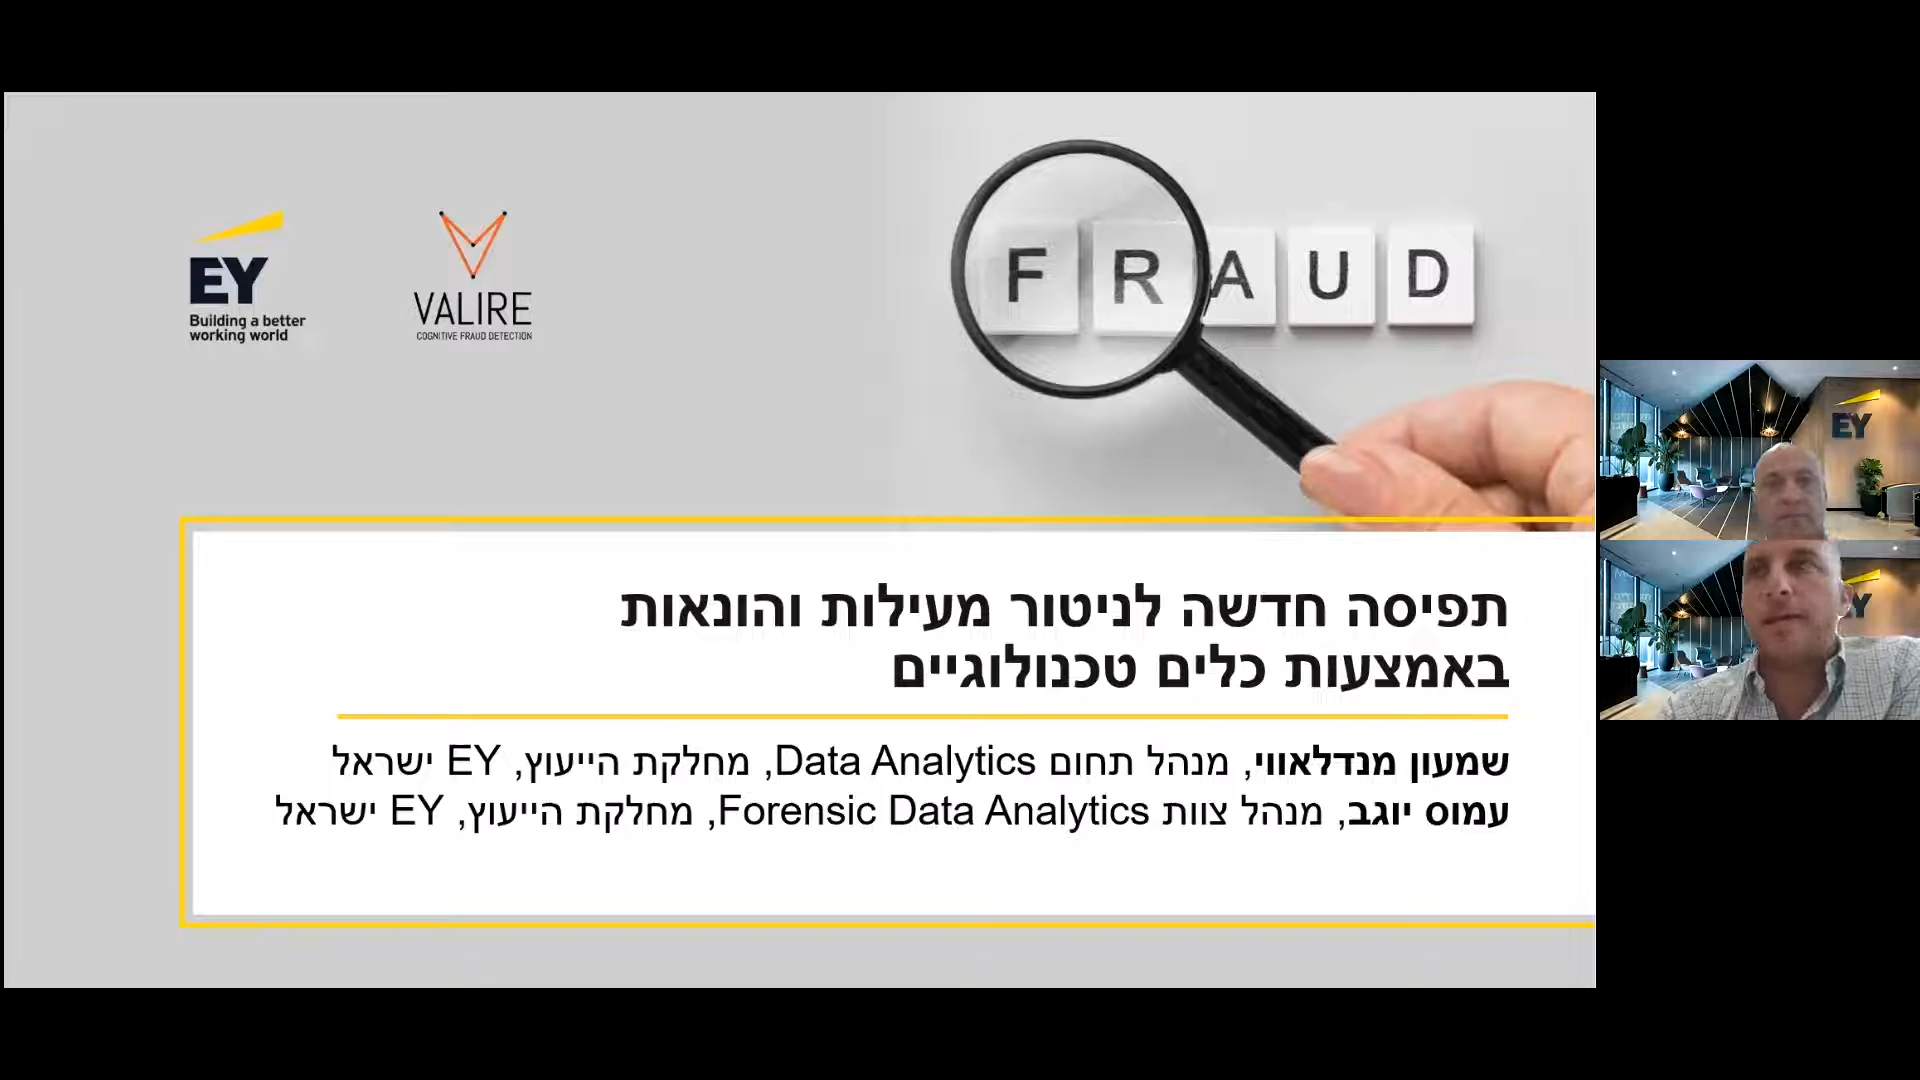 EY
Building a better
working world
VALIRE
COGNITIVE FRAUD DETECTION
FRAUD
תפיסה חדשה לניטור מעילות והונאות
באמצעות כלים טכנולוגיים
שמעון מנדלאווי, מנהל תחום Data Analytics, מחלקת הייעוץ, EY ישראל
עמוס יוגב, מנהל צוות Forensic Data Analytics, מחלקת הייעוץ, EY ישראל
EY
Y